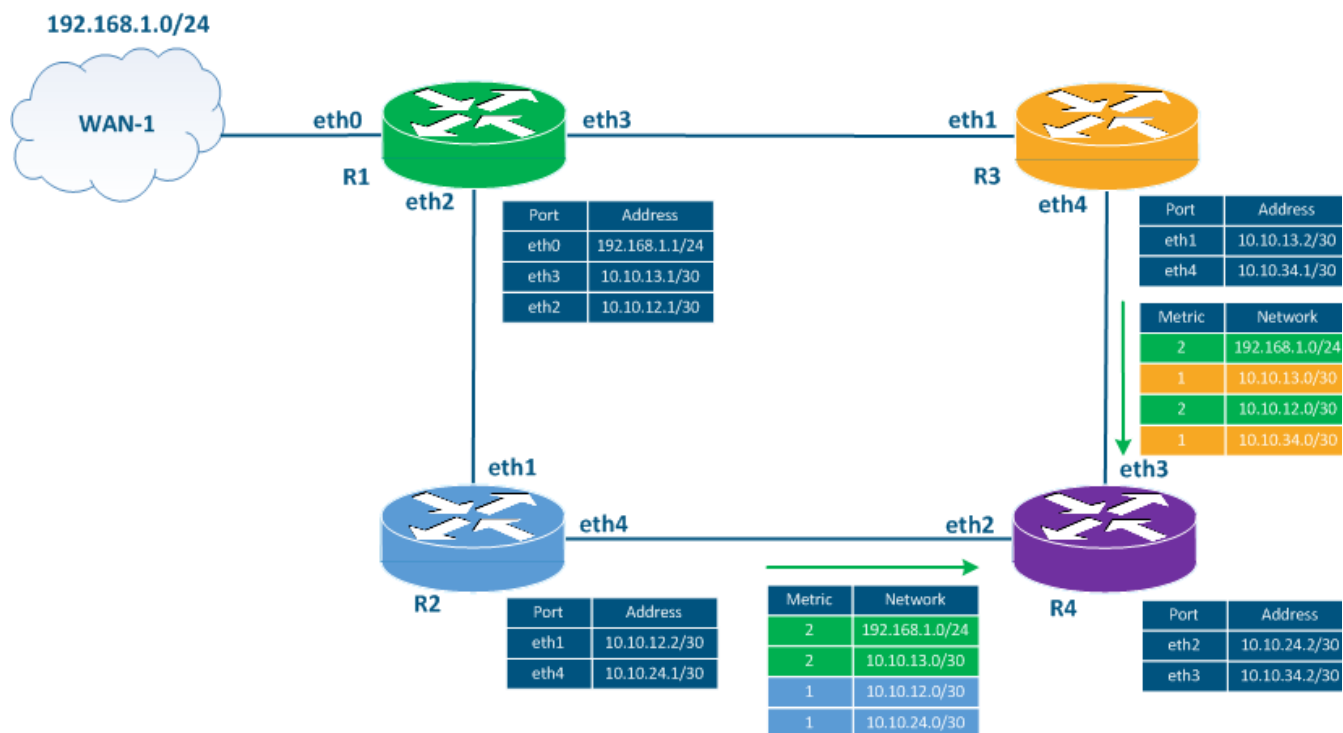 192.168.1.0/24
WAN-1
eth0
eth3
eth1
R1
R3
eth2
eth4
Port Address
eth0 192.168.1.1/24
eth3 10.10.13.1/30
eth2 10.10.12.1/30
Port Address
eth1 10.10.13.2/30
eth4 10.10.34.1/30
Metric Network
2 192.168.1.0/24
1 10.10.13.0/30
2 10.10.12.0/30
1 10.10.34.0/30
eth1
eth3
eth4
eth2
R2
R4
Port Address
eth1 10.10.12.2/30
eth4 10.10.24.1/30
Metric Network
2 192.168.1.0/24
2 10.10.13.0/30
1 10.10.12.0/30
1 10.10.24.0/30
Port Address
eth2 10.10.24.2/30
eth3 10.10.34.2/30